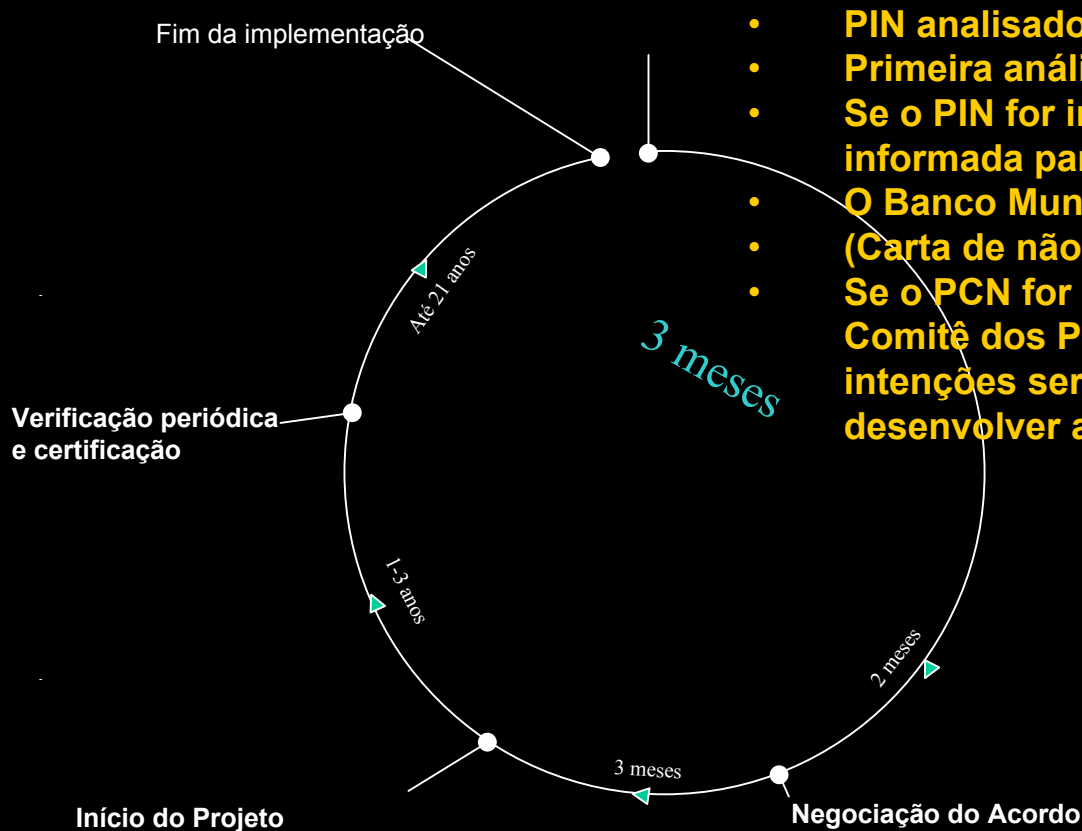 Fim da implementação
• PIN analisado
• Primeira análi
• Se o PIN for i
informada par
• O Banco Mun
• (Carta de não
• Se o PCN for
Comitê dos P
intenções ser
desenvolver a
Até 21 anos
3 meses
Verificação periódica
e certificação
1-3 anos
2 meses
3 meses
Início do Projeto
Negociação do Acordo